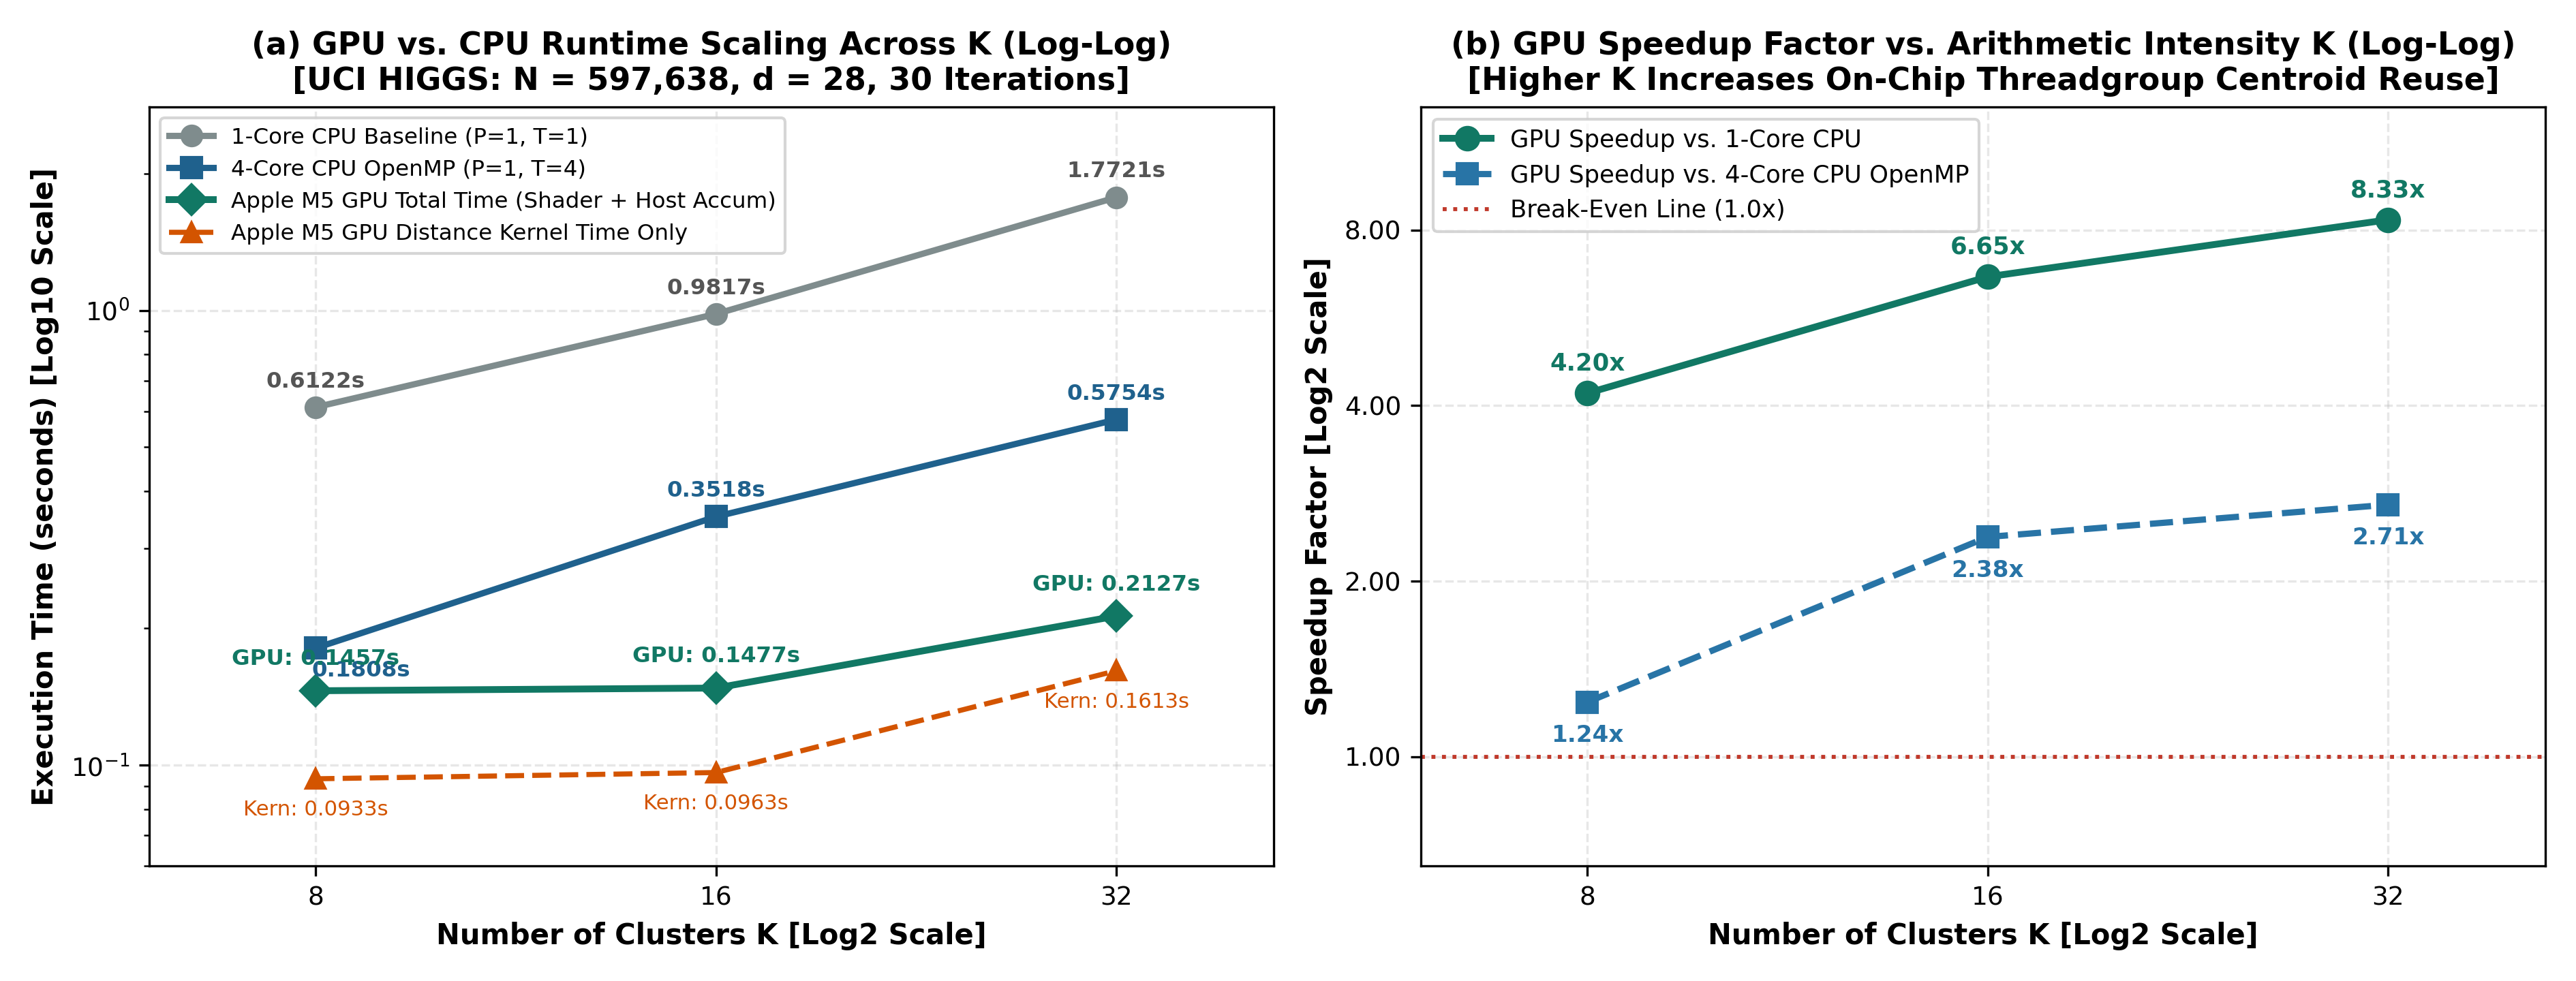 (a) GPU vs. CPU Runtime Scaling Across K (Log-Log)
[UCI HIGGS: N = 597,638, d = 28, 30 Iterations]
1-Core CPU Baseline (P=1, T=1)
4-Core CPU OpenMP (P=1, T=4)
Apple M5 GPU Total Time (Shader + Host Accum)
Apple M5 GPU Distance Kernel Time Only
Execution Time (seconds) [Log10 Scale]
10⁰
10⁻¹
1.7721s
0.9817s
0.6122s
0.5754s
0.3518s
GPU: 0.2127s
GPU: 0.1477s
GPU: 0.1457s
0.1808s
Kern: 0.1613s
Kern: 0.0933s
Kern: 0.0963s
8
16
32
Number of Clusters K [Log2 Scale]
(b) GPU Speedup Factor vs. Arithmetic Intensity K (Log-Log)
[Higher K Increases On-Chip Threadgroup Centroid Reuse]
GPU Speedup vs. 1-Core CPU
GPU Speedup vs. 4-Core CPU OpenMP
Break-Even Line (1.0x)
Speedup Factor [Log2 Scale]
8.00
4.00
2.00
1.00
8.33x
6.65x
4.20x
2.71x
2.38x
1.24x
8
16
32
Number of Clusters K [Log2 Scale]